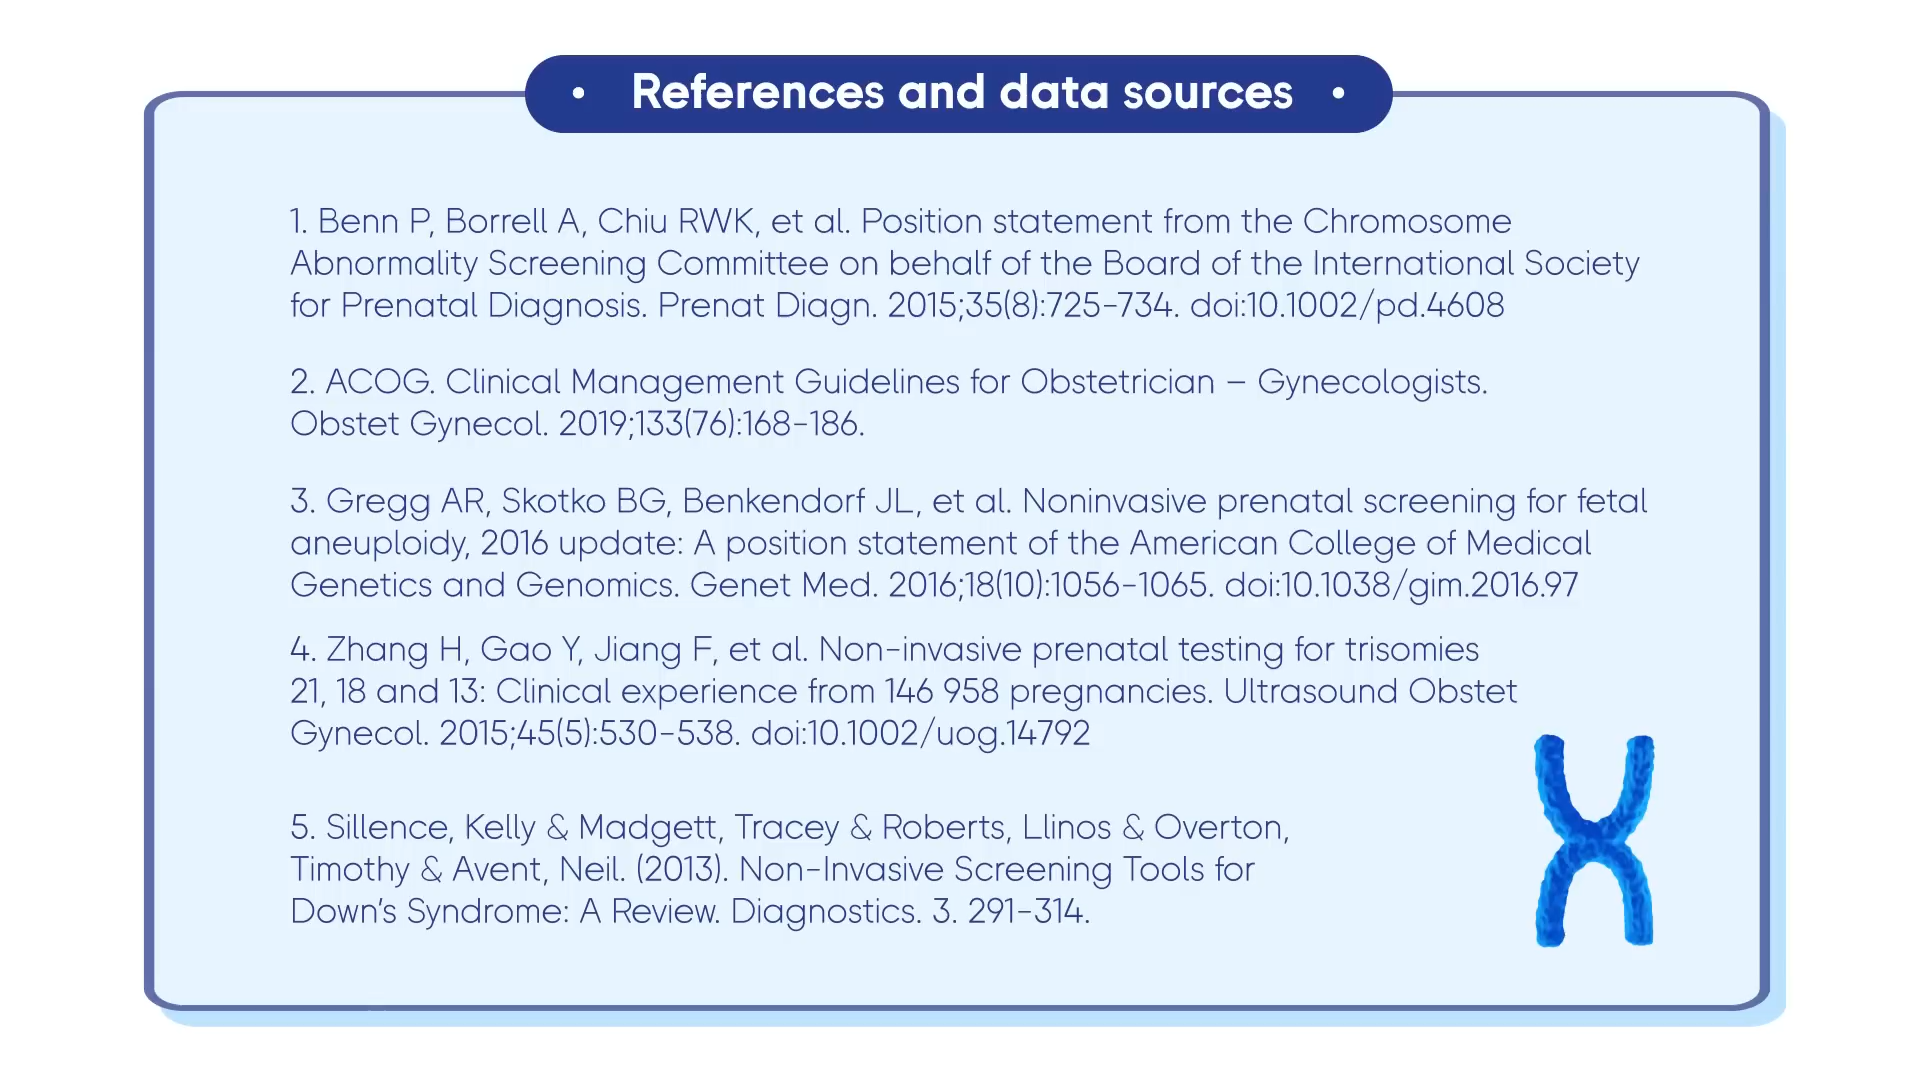 • References and data sources •
1. Benn P, Borrell A, Chiu RWK, et al. Position statement from the Chromosome
Abnormality Screening Committee on behalf of the Board of the International Society
for Prenatal Diagnosis. Prenat Diagn. 2015;35(8):725-734. doi:10.1002/pd.4608
2. ACOG. Clinical Management Guidelines for Obstetrician – Gynecologists.
Obstet Gynecol. 2019;133(76):168-186.
3. Gregg AR, Skotko BG, Benkendorf JL, et al. Noninvasive prenatal screening for fetal
aneuploidy, 2016 update: A position statement of the American College of Medical
Genetics and Genomics. Genet Med. 2016;18(10):1056-1065. doi:10.1038/gim.2016.97
4. Zhang H, Gao Y, Jiang F, et al. Non-invasive prenatal testing for trisomies
21, 18 and 13: Clinical experience from 146 958 pregnancies. Ultrasound Obstet
Gynecol. 2015;45(5):530-538. doi:10.1002/uog.14792
5. Sillence, Kelly & Madgett, Tracey & Roberts, Llinos & Overton,
Timothy & Avent, Neil. (2013). Non-Invasive Screening Tools for
Down's Syndrome: A Review. Diagnostics. 3. 291-314.